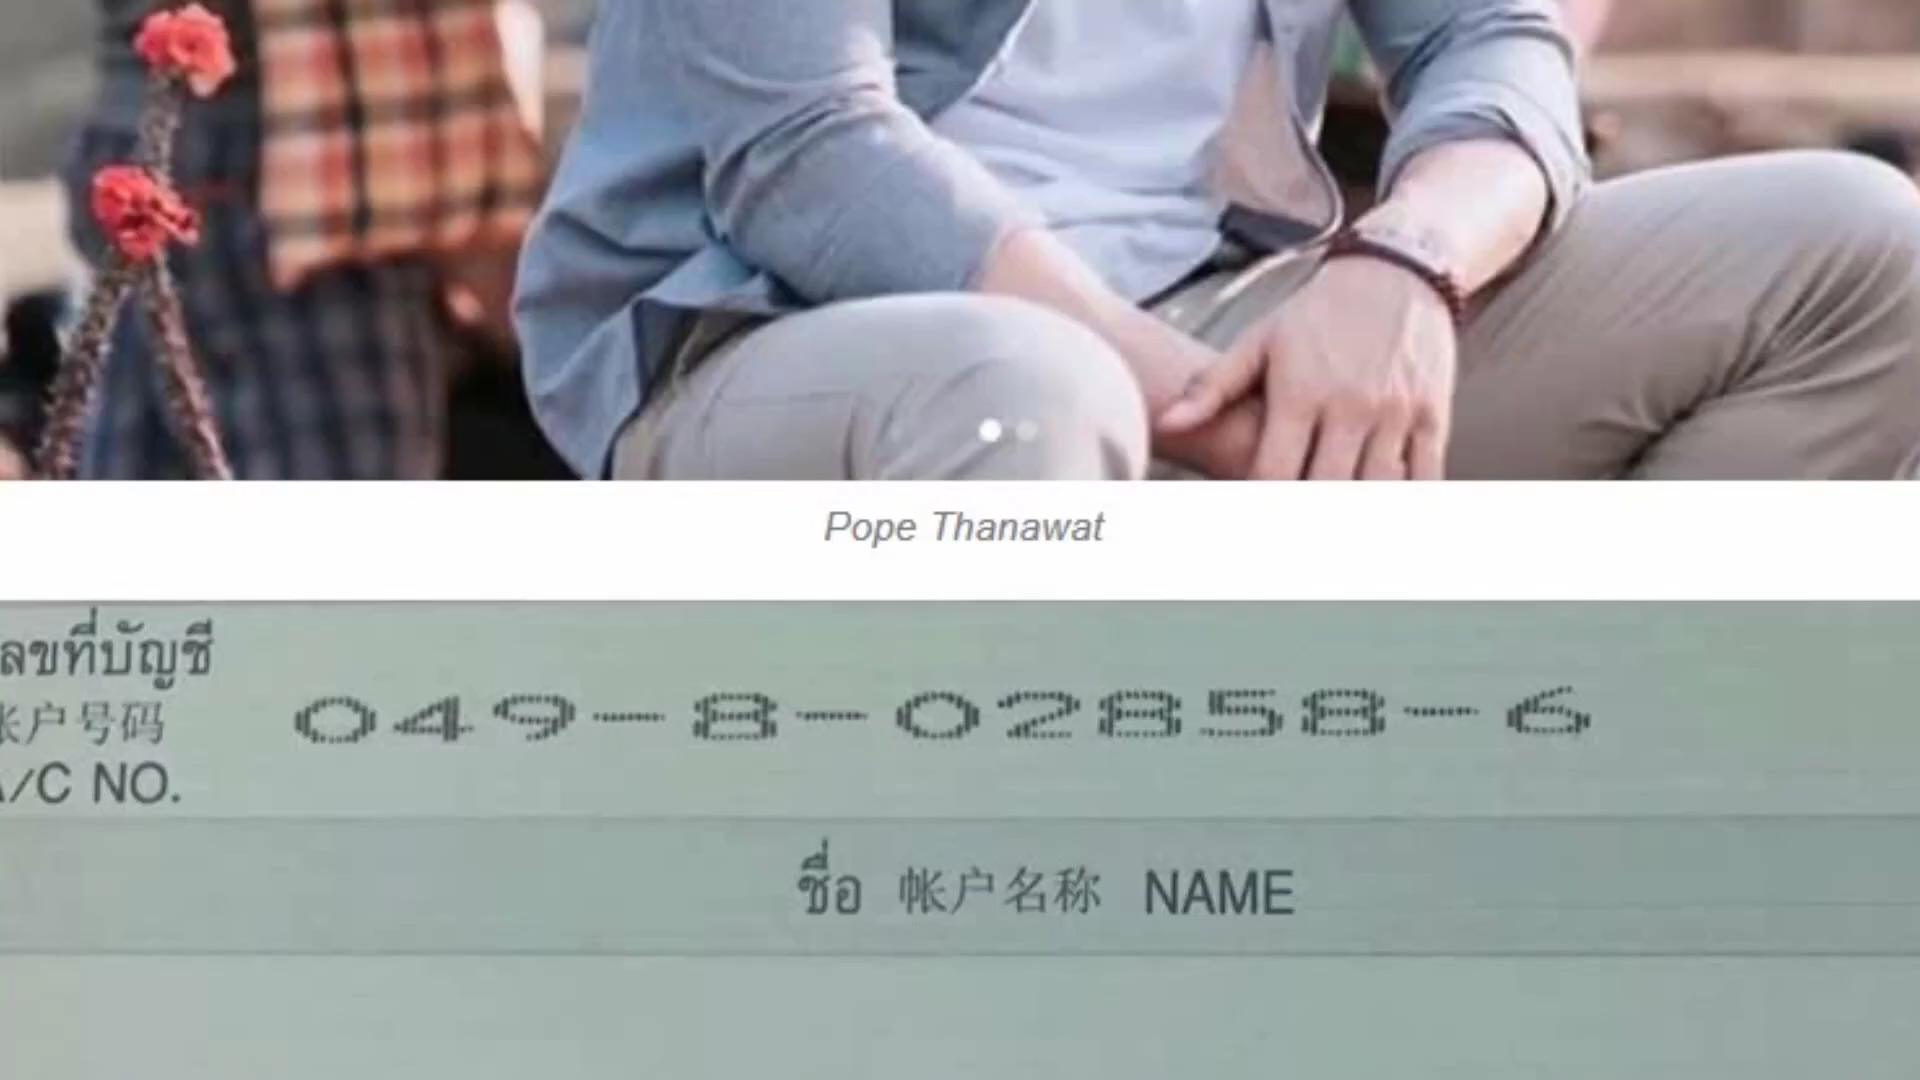 Pope Thanawat
ลขที่บัญชี
帐户号码
A/C NO.
049-8-02858-6
ชื่อ 帐户名称 NAME